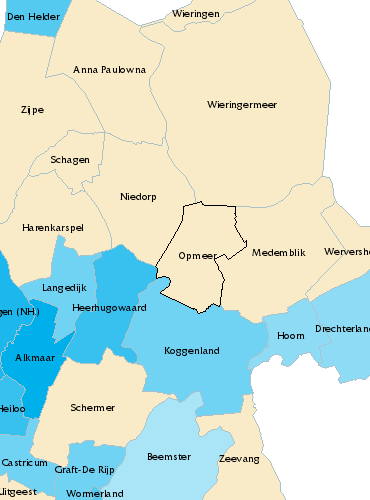 Wieringen
Den Helder
Anna Paulowna
Zijpe
Wieringermeer
Schagen
Niedorp
Harenkarspel
Opmeer
Medemblik
Werversho
Langedijk
Heerhugowaard
gen (NH.)
Drechterland
Hoorn
Koggenland
Alkmaar
Heiloo
Schermer
Beemster
Zeevang
Castricum
Graft-De Rijp
Uitgeest
Wormerland